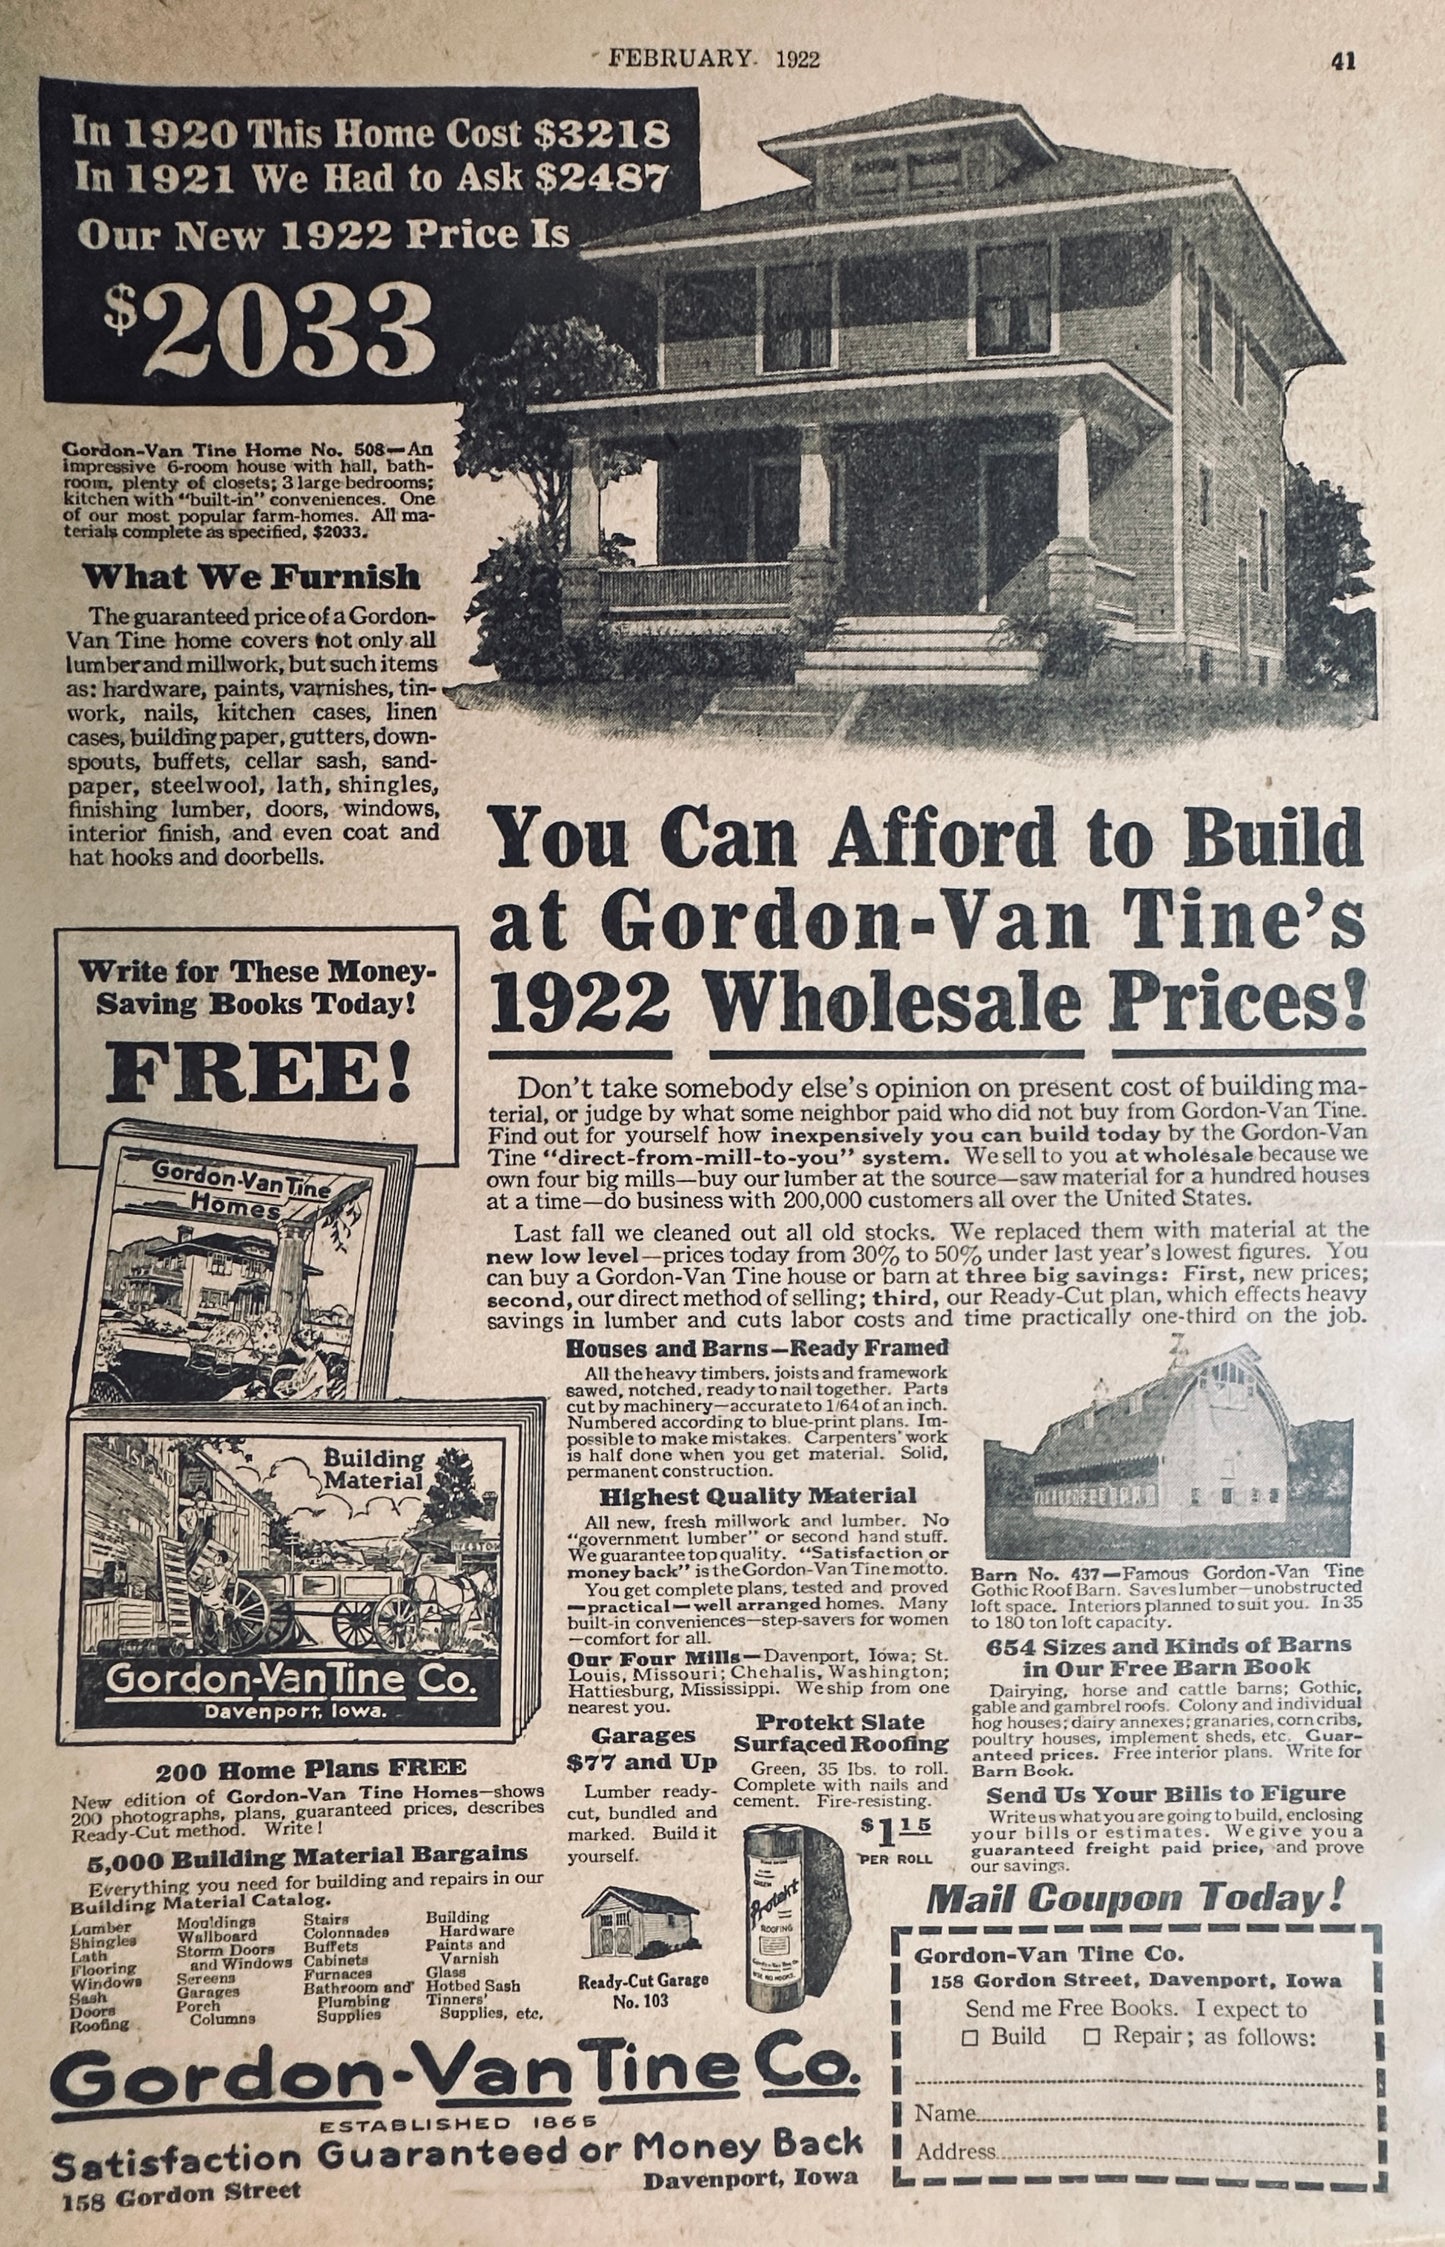 FEBRUARY 1922
41
In 1920 This Home Cost $3218
In 1921 We Had to Ask $2487
Our New 1922 Price Is
$2033
Gordon-Van Tine Home No. 508—An
impressive 6-room house with hall, bath-
room, plenty of closets; 3 large bedrooms;
kitchen with "built-in" conveniences. One
of our most popular farm-homes. All ma-
terials complete as specified, $2033.
What We Furnish
The guaranteed price of a Gordon-
Van Tine home covers not only all
lumber and millwork, but such items
as: hardware, paints, varnishes, tin-
work, nails, kitchen cases, linen
cases, building paper, gutters, down-
spouts, buffets, cellar sash, sand-
paper, steelwool, lath, shingles,
finishing lumber, doors, windows,
interior finish, and even coat and
hat hooks and doorbells.
Write for These Money-
Saving Books Today!
FREE!
Gordon-Van Tine
Homes
Building
Material
Gordon-Van Tine Co.
Davenport, Iowa.
200 Home Plans FREE
New edition of Gordon-Van Tine Homes—shows
200 photographs, plans, guaranteed prices, describes
Ready-Cut method. Write!
5,000 Building Material Bargains
Everything you need for building and repairs in our
Building Material Catalog.
Lumber
Shingles
Lath
Flooring
Windows
Sash
Doors
Roofing
Mouldings
Wallboard
Storm Doors
and Windows
Screens
Garages
Porch
Columns
Stairs
Colonnades
Buffets
Cabinets
Furnaces
Bathroom and
Plumbing
Supplies
Building
Hardware
Paints and
Varnish
Glass
Hotbed Sash
Tinners'
Supplies, etc.
You Can Afford to Build
at Gordon-Van Tine's
1922 Wholesale Prices!
Don't take somebody else's opinion on present cost of building ma-
terial, or judge by what some neighbor paid who did not buy from Gordon-Van Tine.
Find out for yourself how inexpensively you can build today by the Gordon-Van
Tine "direct-from-mill-to-you" system. We sell to you at wholesale because we
own four big mills—buy our lumber at the source—saw material for a hundred houses
at a time—do business with 200,000 customers all over the United States.
Last fall we cleaned out all old stocks. We replaced them with material at the
new low level—prices today from 30% to 50% under last year's lowest figures. You
can buy a Gordon-Van Tine house or barn at three big savings: First, new prices;
second, our direct method of selling; third, our Ready-Cut plan, which effects heavy
savings in lumber and cuts labor costs and time practically one-third on the job.
Houses and Barns—Ready Framed
All the heavy timbers, joists and framework
sawed, notched, ready to nail together. Parts
cut by machinery—accurate to 1/64 of an inch.
Numbered according to blue-print plans. Im-
possible to make mistakes. Carpenters' work
is half done when you get material. Solid,
permanent construction.
Highest Quality Material
All new, fresh millwork and lumber. No
"government lumber" or second hand stuff.
We guarantee top quality. "Satisfaction or
money back" is the Gordon-Van Tine motto.
You get complete plans, tested and proved
—practical—well arranged homes. Many
built-in conveniences—step-savers for women
—comfort for all.
Our Four Mills—Davenport, Iowa; St.
Louis, Missouri; Chehalis, Washington;
Hattiesburg, Mississippi. We ship from one
nearest you.
Garages
$77 and Up
Lumber ready-
cut, bundled and
marked. Build it
yourself.
Ready-Cut Garage
No. 103
Protekt Slate
Surfaced Roofing
Green, 35 lbs. to roll.
Complete with nails and
cement. Fire-resisting.
$1 15
PER ROLL
Protekt
ROOFING
Barn No. 437—Famous Gordon-Van Tine
Gothic Roof Barn. Saves lumber—unobstructed
loft space. Interiors planned to suit you. In 35
to 180 ton loft capacity.
654 Sizes and Kinds of Barns
in Our Free Barn Book
Dairying, horse and cattle barns; Gothic,
gable and gambrel roofs. Colony and individual
hog houses; dairy annexes; granaries, corn cribs,
poultry houses, implement sheds, etc. Guar-
anteed prices. Free interior plans. Write for
Barn Book.
Send Us Your Bills to Figure
Write us what you are going to build, enclosing
your bills or estimates. We give you a
guaranteed freight paid price, and prove
our savings.
Mail Coupon Today!
Gordon-Van Tine Co.
158 Gordon Street, Davenport, Iowa
Send me Free Books. I expect to
□ Build □ Repair; as follows:
Name
Address
Gordon-Van Tine Co.
ESTABLISHED 1865
Satisfaction Guaranteed or Money Back
158 Gordon Street
Davenport, Iowa